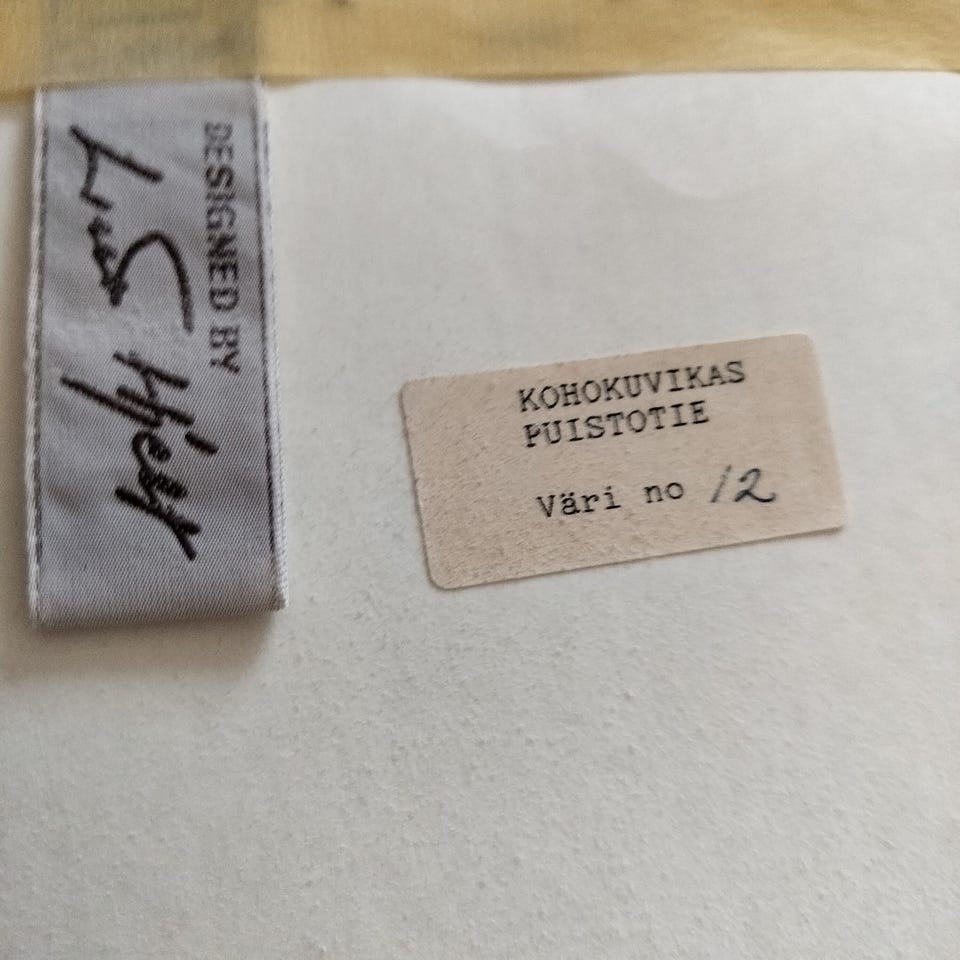 DESIGNED BY
KOHOKUVIKAS
PUISTOTIE
Väri no 12